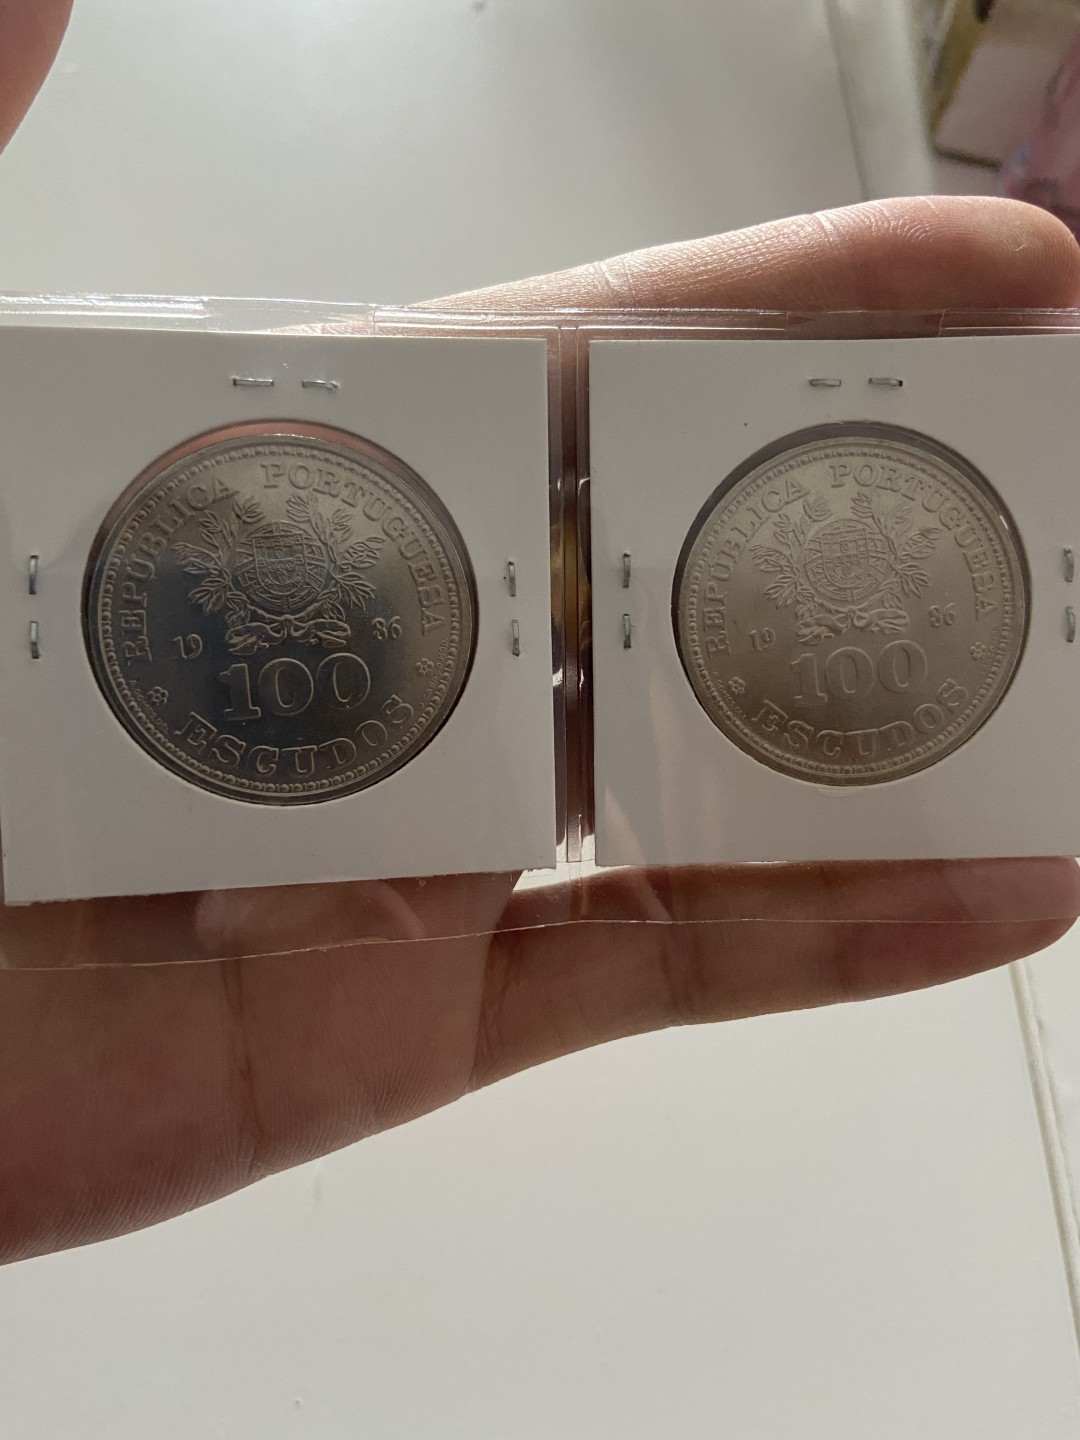 REPÚBLICA PORTUGUESA
19 86
100
ESCUDOS
REPÚBLICA PORTUGUESA
19 86
100
ESCUDOS